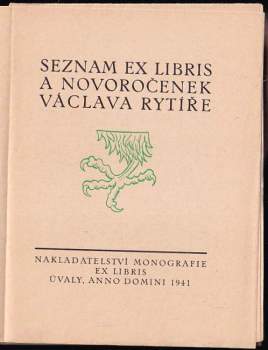 SEZNAM EX LIBRIS
A NOVOROČENEK
VÁCLAVA RYTÍŘE
NAKLADATELSTVÍ MONOGRAFIE
EX LIBRIS
ÚVALY, ANNO DOMINI 1941